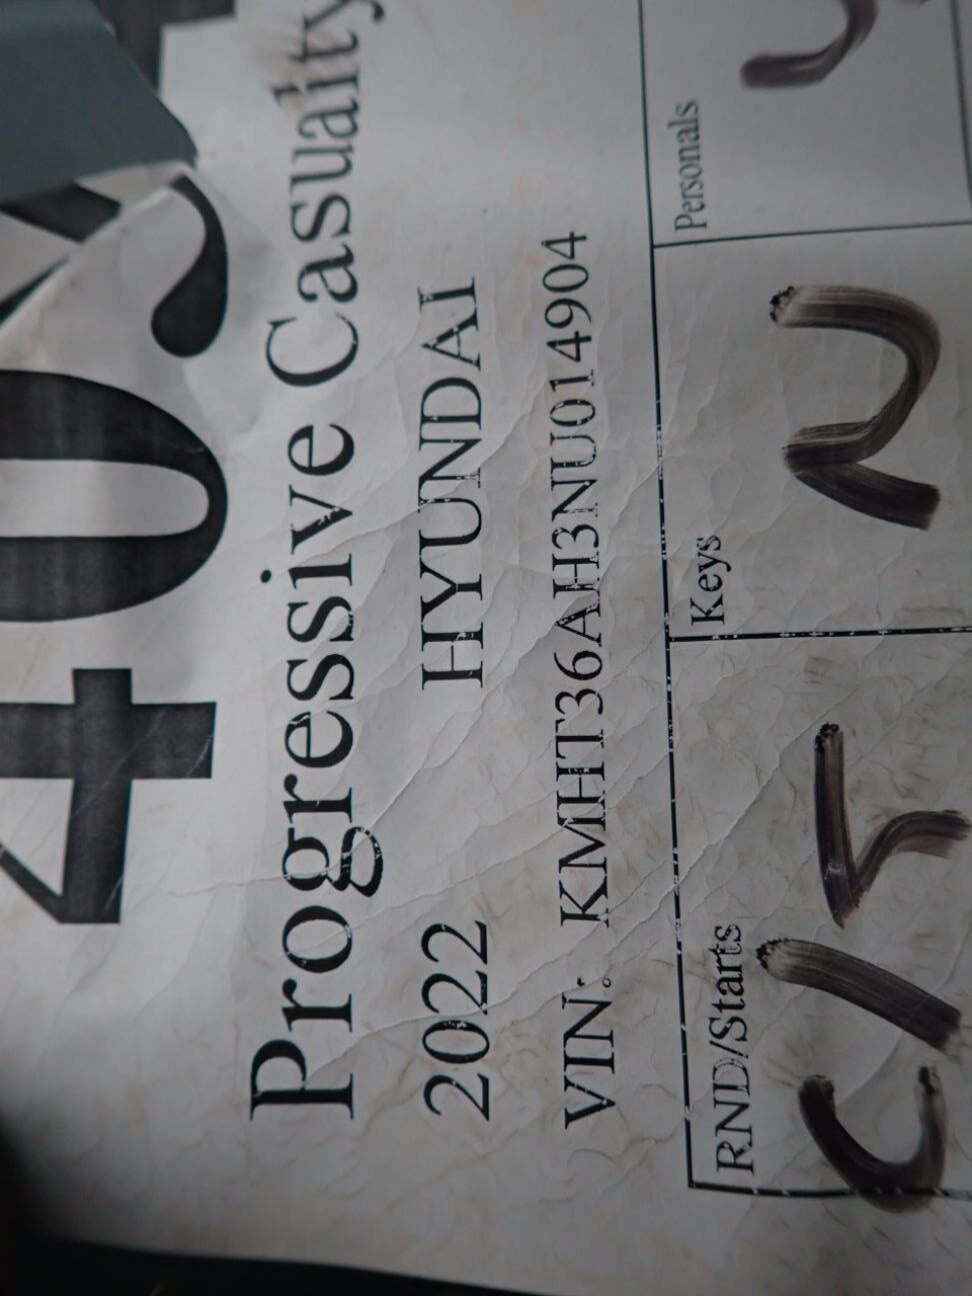 40
Progressive Casualty
2022 HYUNDAI
VIN: KMHT36AH3NU014904
RND/Starts Keys Personals
N